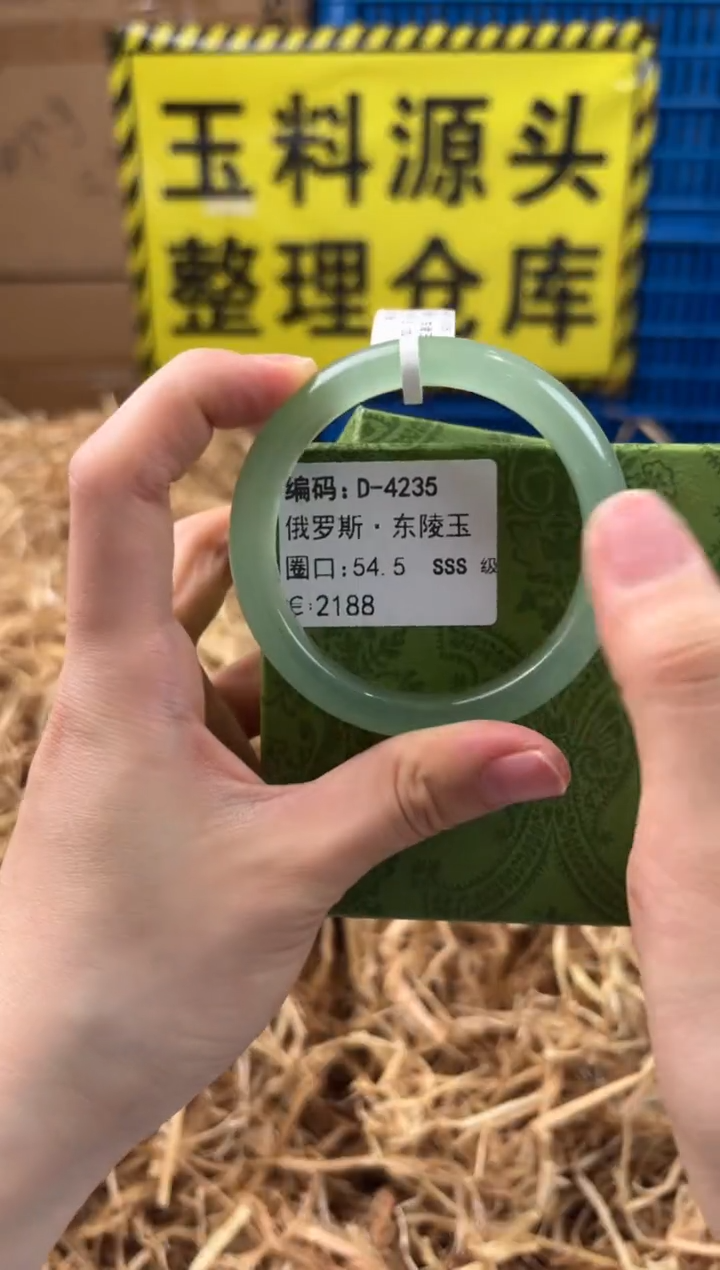 玉料源头
整理仓库
编码:D-4235
俄罗斯·东陵玉
圈口:54.5 SSS 级
€:2188